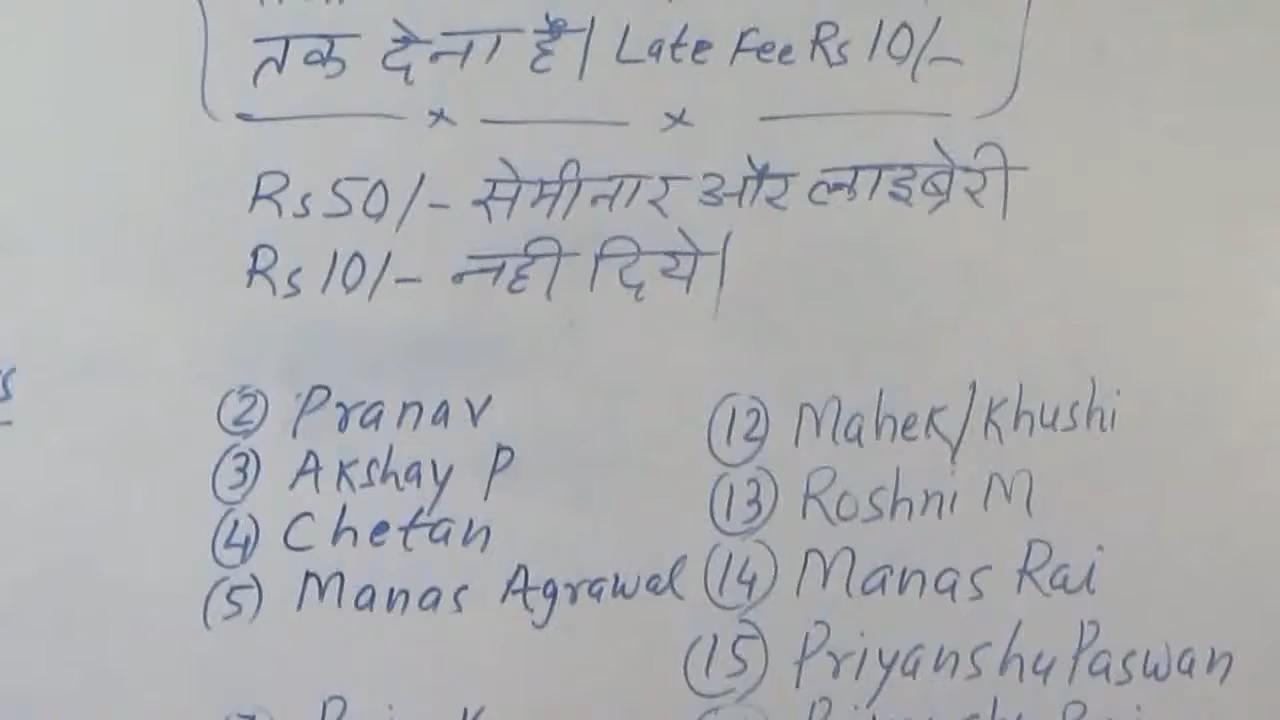 तक देना है। Late Fee Rs 10/-
Rs 50/- सेमीनार और लाइब्रेरी
Rs 10/- नही दिये।
(2) Pranav
(3) Akshay P
(4) Chetan
(5) Manas Agrawal
(12) Mahek/Khushi
(13) Roshni M
(14) Manas Rai
(15) Priyanshu Paswan